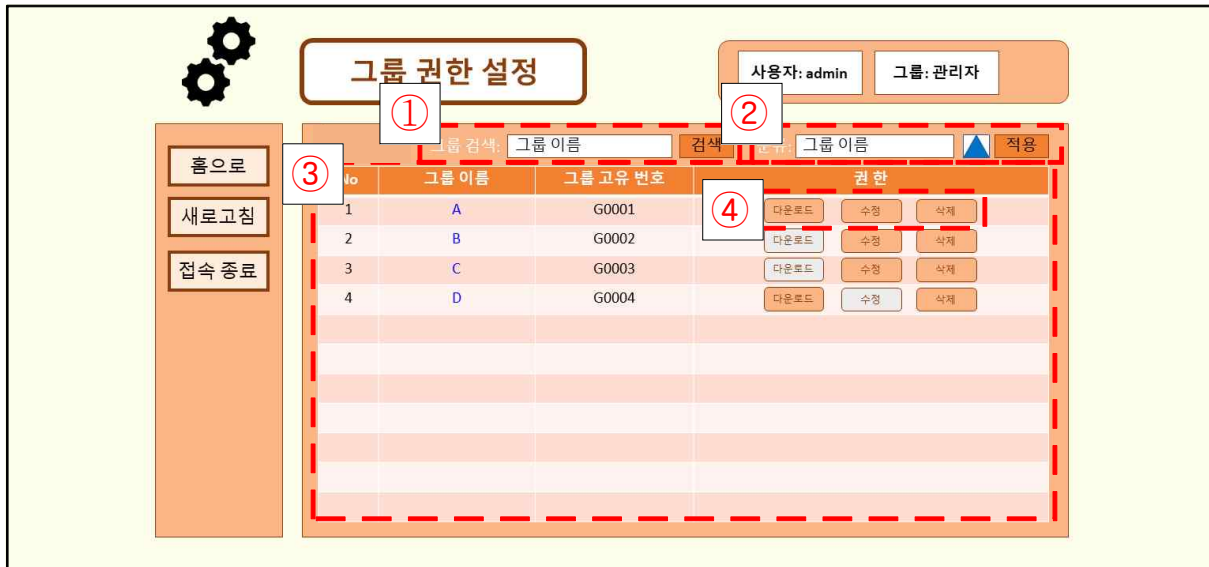 그룹 권한 설정
사용자: admin
그룹: 관리자
① 그룹 검색: 그룹 이름 검색
② 분류: 그룹 이름 적용
홈으로
새로고침
접속 종료
③
No 그룹 이름 그룹 고유 번호 권 한
④
1 A G0001 다운로드 수정 삭제
2 B G0002 다운로드 수정 삭제
3 C G0003 다운로드 수정 삭제
4 D G0004 다운로드 수정 삭제